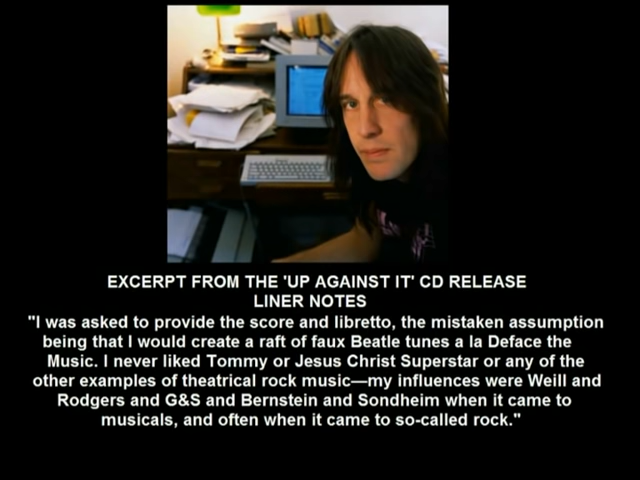 EXCERPT FROM THE 'UP AGAINST IT' CD RELEASE
LINER NOTES
"I was asked to provide the score and libretto, the mistaken assumption
being that I would create a raft of faux Beatle tunes a la Deface the
Music. I never liked Tommy or Jesus Christ Superstar or any of the
other examples of theatrical rock music—my influences were Weill and
Rodgers and G&S and Bernstein and Sondheim when it came to
musicals, and often when it came to so-called rock."